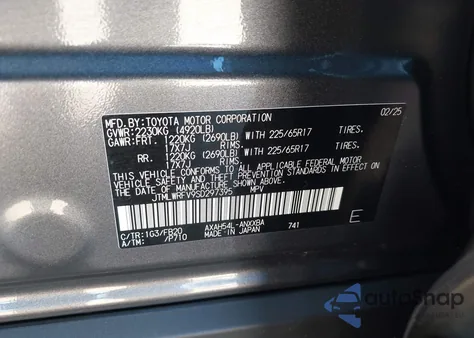 MFD.BY:TOYOTA MOTOR CORPORATION 02/25
GVWR:2230KG (4920LB)
GAWR:FRT. 1220KG (2690LB) WITH 225/65R17 TIRES.
17X7J RIMS.
RR. 1220KG (2690LB) WITH 225/65R17 TIRES.
17X7J RIMS.
THIS VEHICLE CONFORMS TO ALL APPLICABLE FEDERAL MOTOR
VEHICLE SAFETY AND THEFT PREVENTION STANDARDS IN EFFECT
ON THE DATE OF MANUFACTURE SHOWN ABOVE.
JTMLWRFV9SD297395 MPV
C/TR:1G3/FB20 AXAH54L-ANXXBA 741 E
A/TM: /P710 MADE IN JAPAN
autosnap